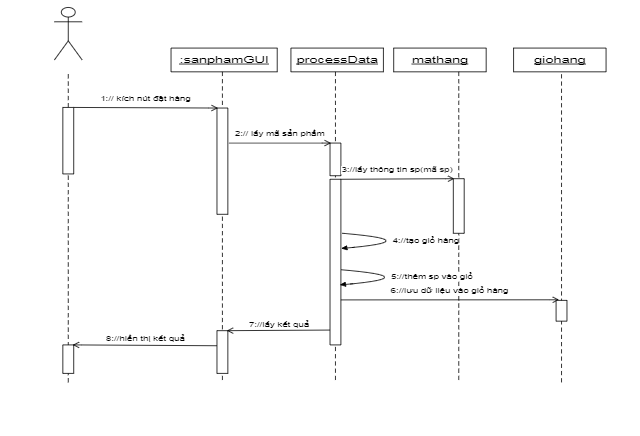 :sanphamGUI
processData
mathang
giohang
1:// kích nút đặt hàng
2:// lấy mã sản phẩm
3://lấy thông tin sp(mã sp)
4://tạo giỏ hàng
5://thêm sp vào giỏ
6://lưu dữ liệu vào giỏ hàng
7://lấy kết quả
8://hiển thị kết quả